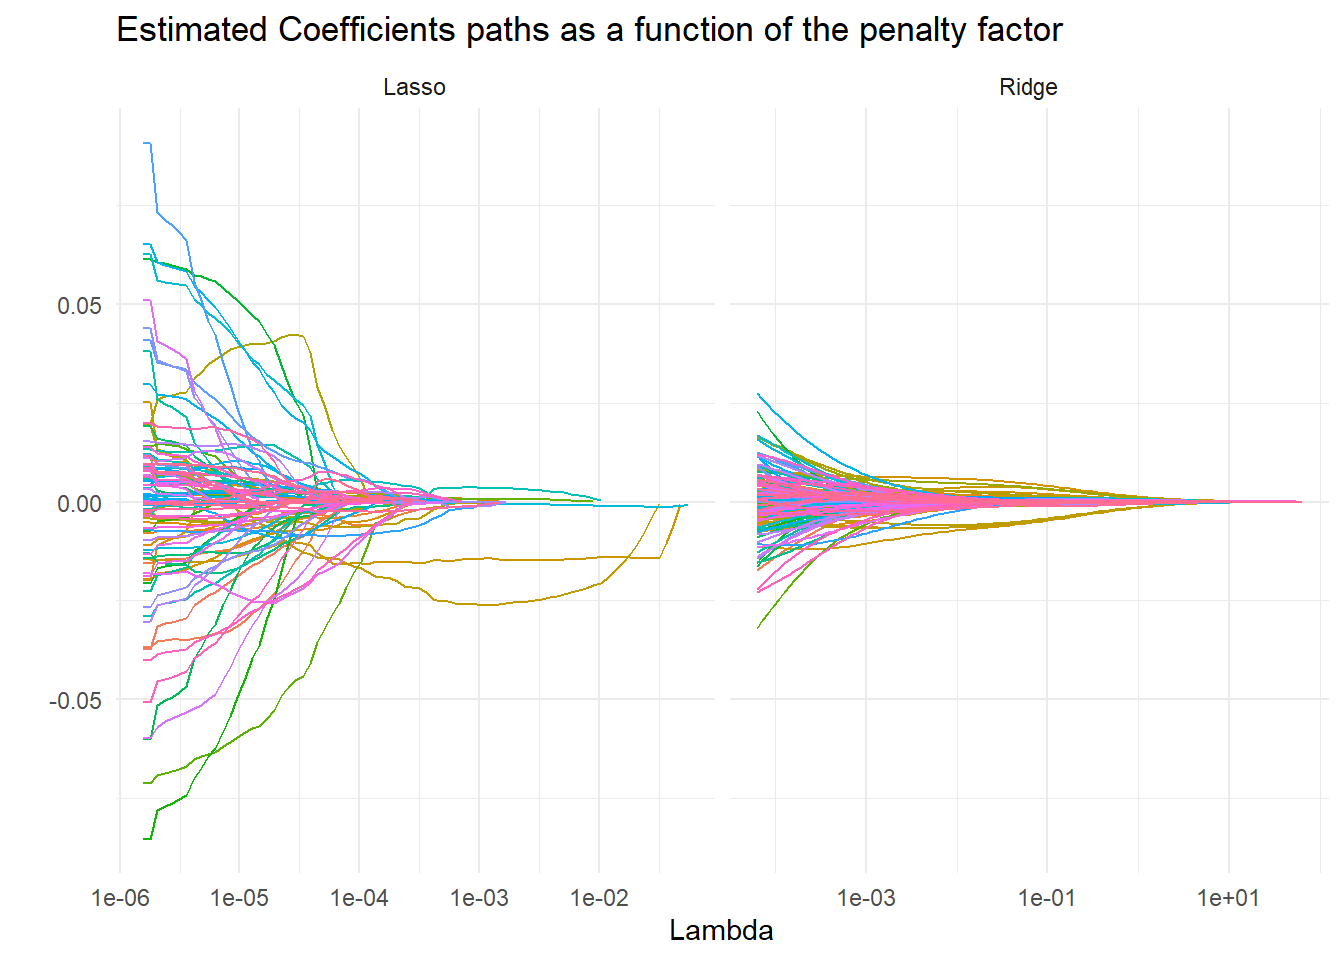 Estimated Coefficients paths as a function of the penalty factor
Lasso
Ridge
0.05
0.00
-0.05
1e-06
1e-05
1e-04
1e-03
1e-02
1e-03
1e-01
1e+01
Lambda